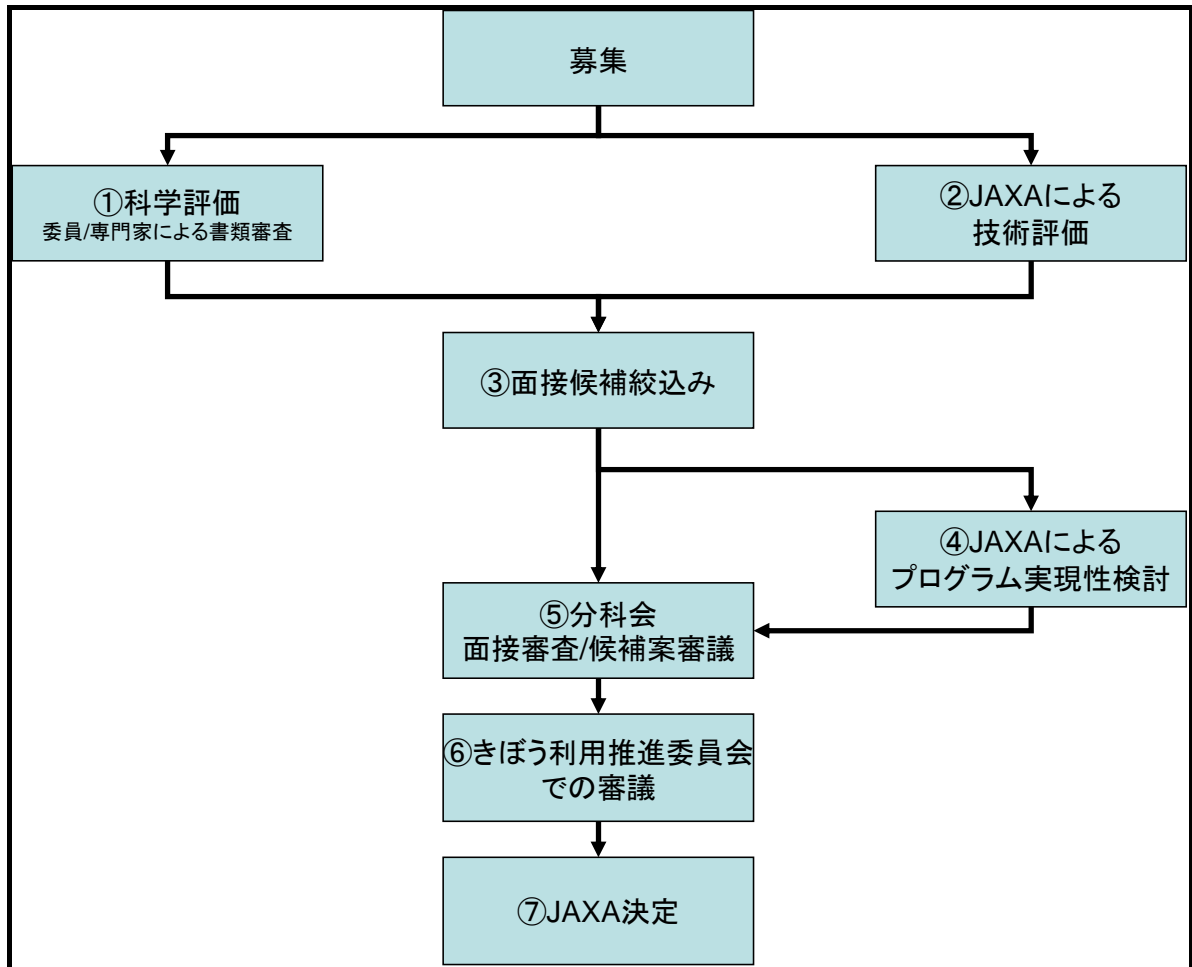 募集
①科学評価
委員/専門家による書類審査
②JAXAによる
技術評価
③面接候補絞込み
④JAXAによる
プログラム実現性検討
⑤分科会
面接審査/候補案審議
⑥きぼう利用推進委員会
での審議
⑦JAXA決定